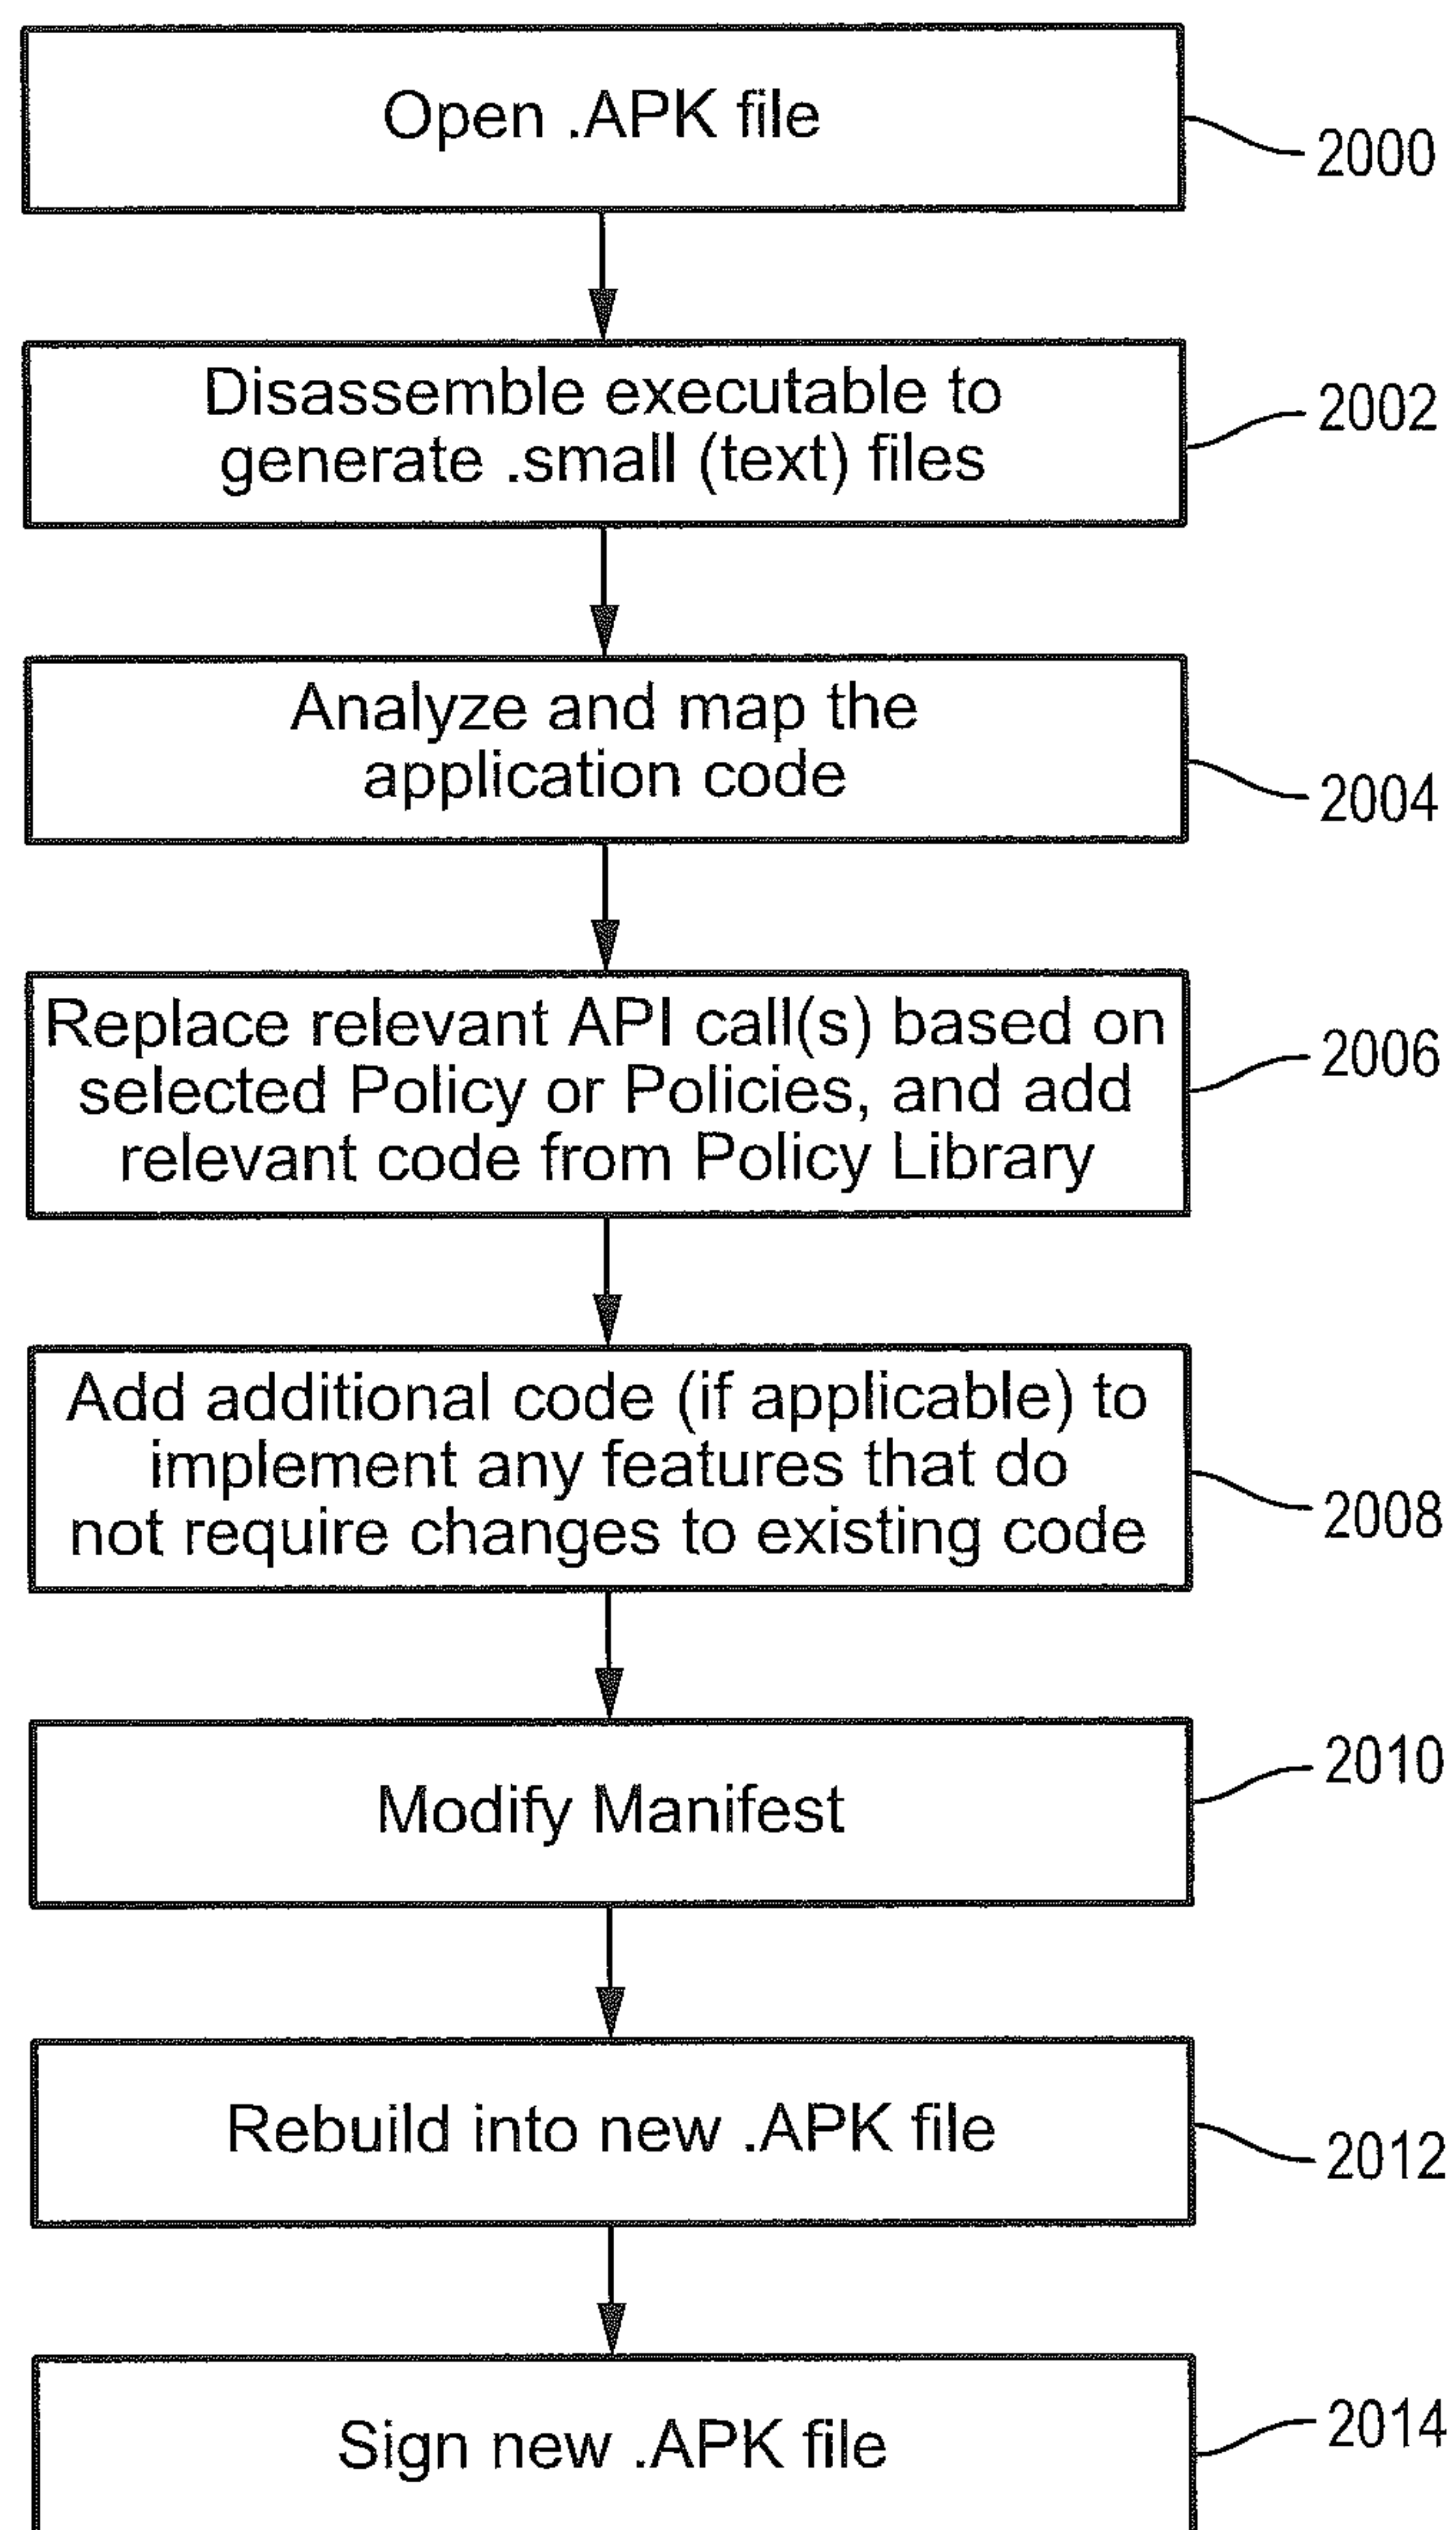 Open .APK file
2000
Disassemble executable to
generate .small (text) files
2002
Analyze and map the
application code
2004
Replace relevant API call(s) based on
selected Policy or Policies, and add
relevant code from Policy Library
2006
Add additional code (if applicable) to
implement any features that do
not require changes to existing code
2008
Modify Manifest
2010
Rebuild into new .APK file
2012
Sign new .APK file
2014